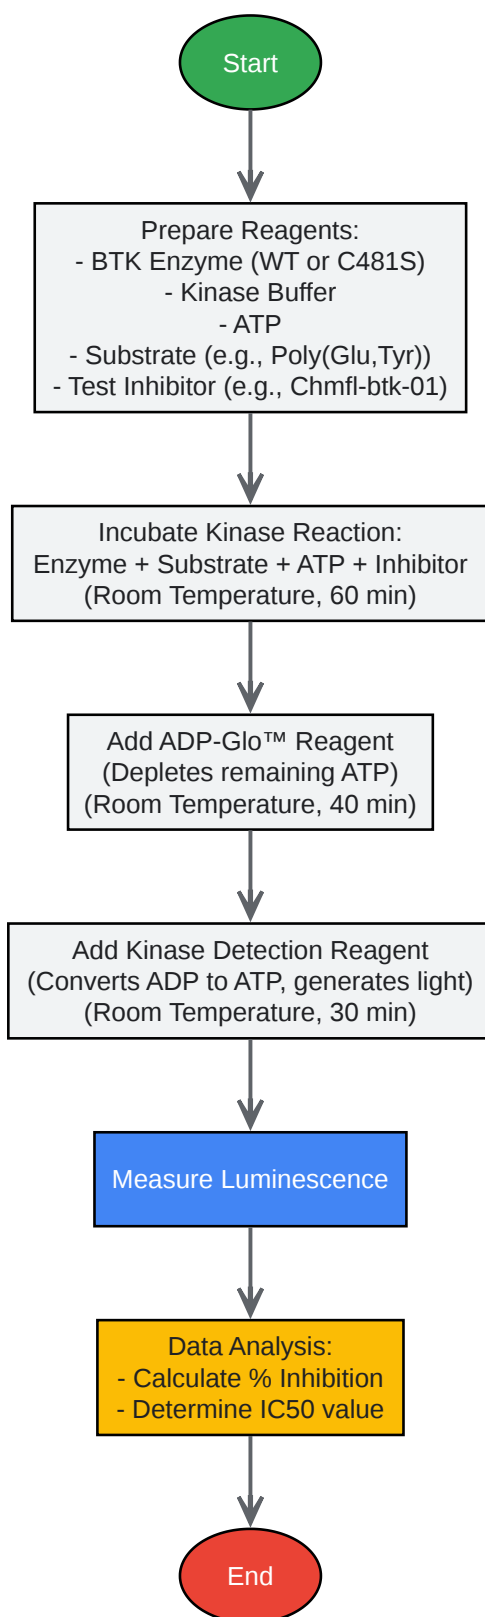 Start
Prepare Reagents:
- BTK Enzyme (WT or C481S)
- Kinase Buffer
- ATP
- Substrate (e.g., Poly(Glu,Tyr))
- Test Inhibitor (e.g., Chmfl-btk-01)
Incubate Kinase Reaction:
Enzyme + Substrate + ATP + Inhibitor
(Room Temperature, 60 min)
Add ADP-Glo™ Reagent
(Depletes remaining ATP)
(Room Temperature, 40 min)
Add Kinase Detection Reagent
(Converts ADP to ATP, generates light)
(Room Temperature, 30 min)
Measure Luminescence
Data Analysis:
- Calculate % Inhibition
- Determine IC50 value
End